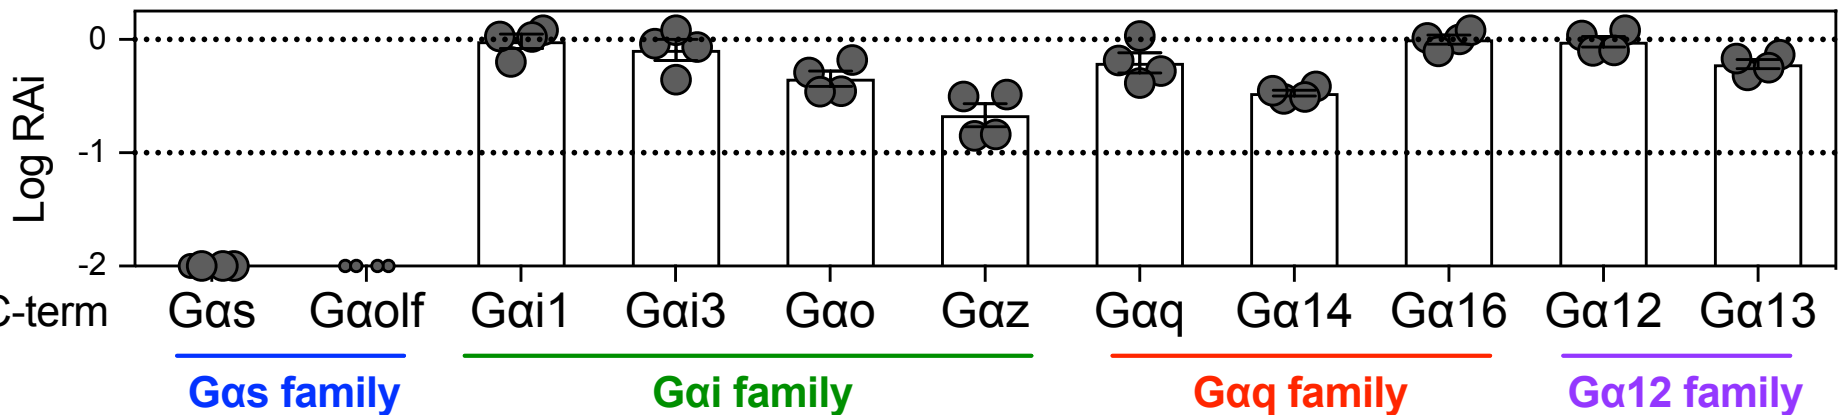 Log RAi
0
-1
-2
C-term Gαs Gαolf Gαi1 Gαi3 Gαo Gαz Gαq Gα14 Gα16 Gα12 Gα13
Gαs family Gαi family Gαq family Gα12 family